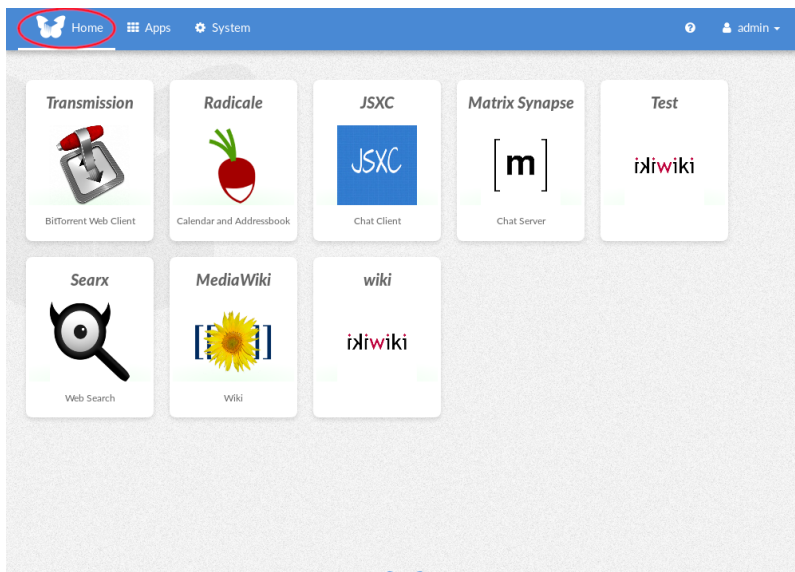 Home Apps System ? admin
Transmission Radicale JSXC Matrix Synapse Test
JSXC [m] ikiwiki
BitTorrent Web Client Calendar and Addressbook Chat Client Chat Server
Searx MediaWiki wiki
[[ ]] ikiwiki
Web Search Wiki